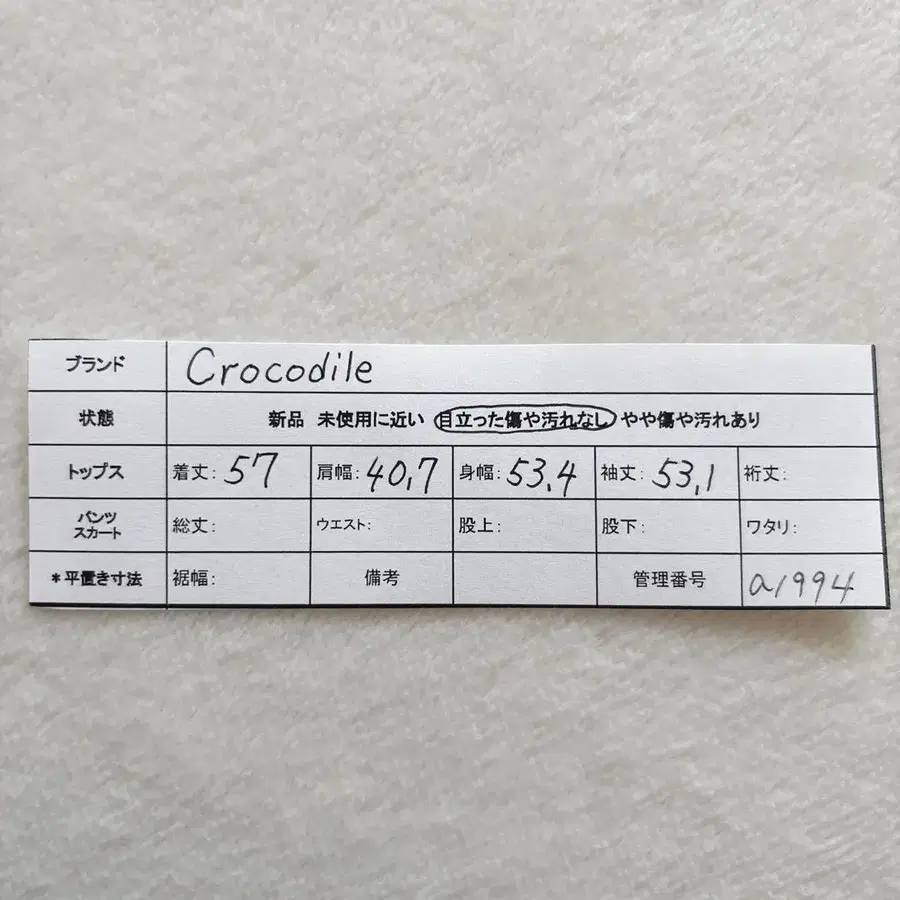 ブランド Crocodile
状態 新品 未使用に近い 目立った傷や汚れなし やや傷や汚れあり
トップス 着丈: 57 肩幅: 40,7 身幅: 53,4 袖丈: 53,1 裄丈:
パンツ
スカート 総丈: ウエスト: 股上: 股下: ワタリ:
*平置き寸法 裾幅: 備考 管理番号 a1994